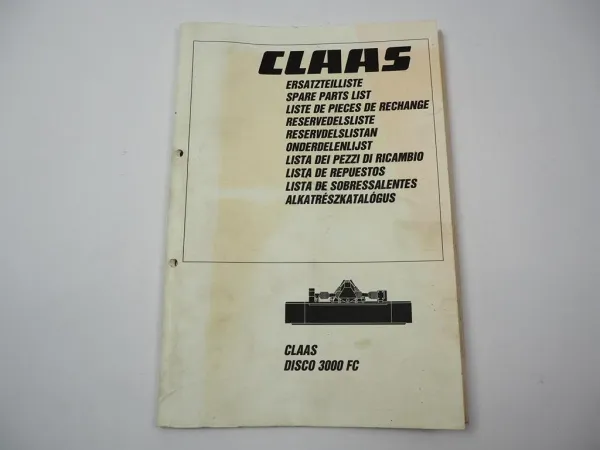 CLAAS
ERSATZTEILLISTE
SPARE PARTS LIST
LISTE DE PIECES DE RECHANGE
RESERVEDELSLISTE
RESERVDELSLISTAN
ONDERDELENLIJST
LISTA DEI PEZZI DI RICAMBIO
LISTA DE REPUESTOS
LISTA DE SOBRESSALENTES
ALKATRÉSZKATALÓGUS
CLAAS
DISCO 3000 FC